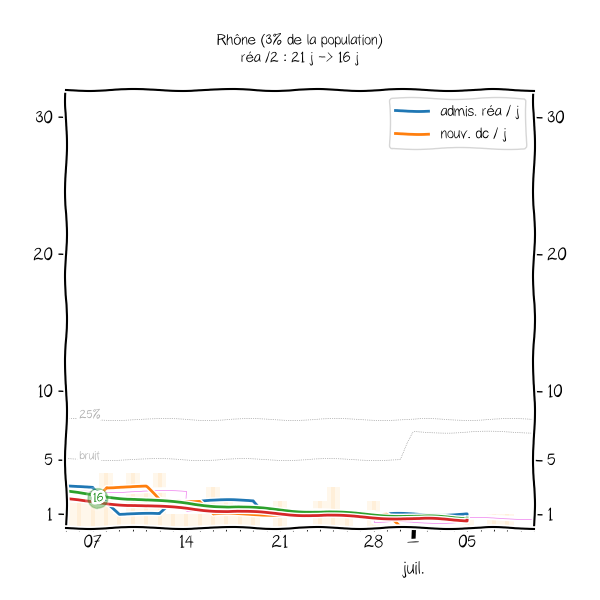 Rhône (3% de la population)
réa /2 : 21 j -> 16 j
admis. réa / j
nouv. dc / j
30
30
20
20
10
10
25%
bruit
5
5
16
1
1
07
14
21
28
05
juil.